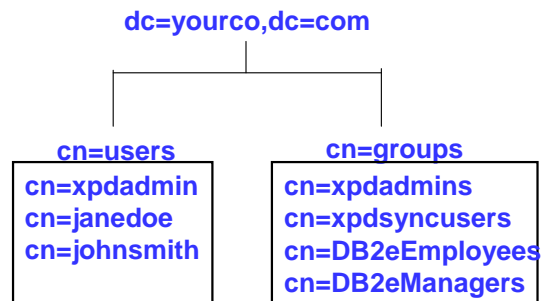 dc=yourco,dc=com
cn=users
cn=xpdadmin
cn=janedoe
cn=johnsmith
cn=groups
cn=xpdadmins
cn=xpdsyncusers
cn=DB2eEmployees
cn=DB2eManagers